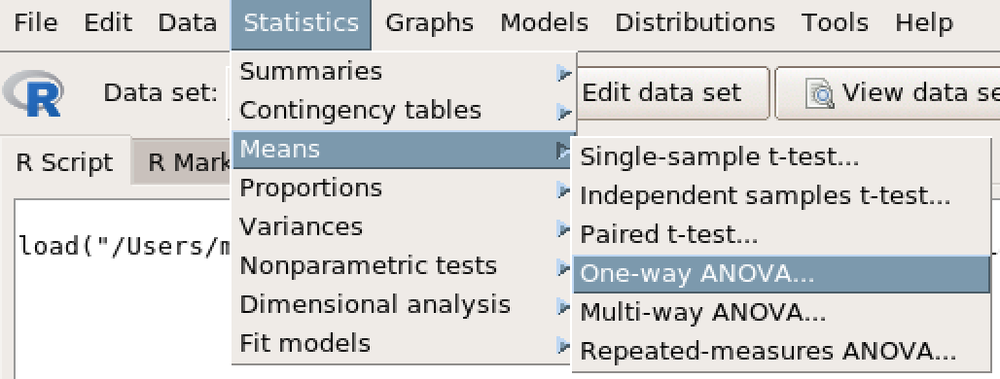 File Edit Data Statistics Graphs Models Distributions Tools Help
R Data set: Edit data set View data se
R Script R Mark
load("/Users/m
Summaries
Contingency tables
Means
Proportions
Variances
Nonparametric tests
Dimensional analysis
Fit models
Single-sample t-test...
Independent samples t-test...
Paired t-test...
One-way ANOVA...
Multi-way ANOVA...
Repeated-measures ANOVA...